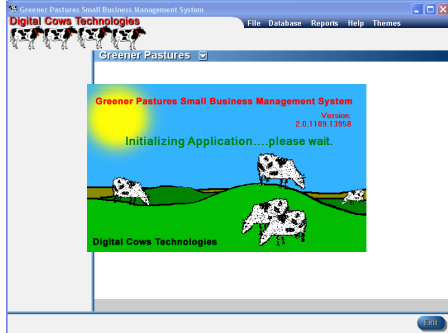 Greener Pastures Small Business Management System
Digital Cows Technologies
File Database Reports Help Themes
Greener Pastures
Greener Pastures Small Business Management System
Version:
2.0.1109.13958
Initializing Application....please wait.
Digital Cows Technologies
Exit